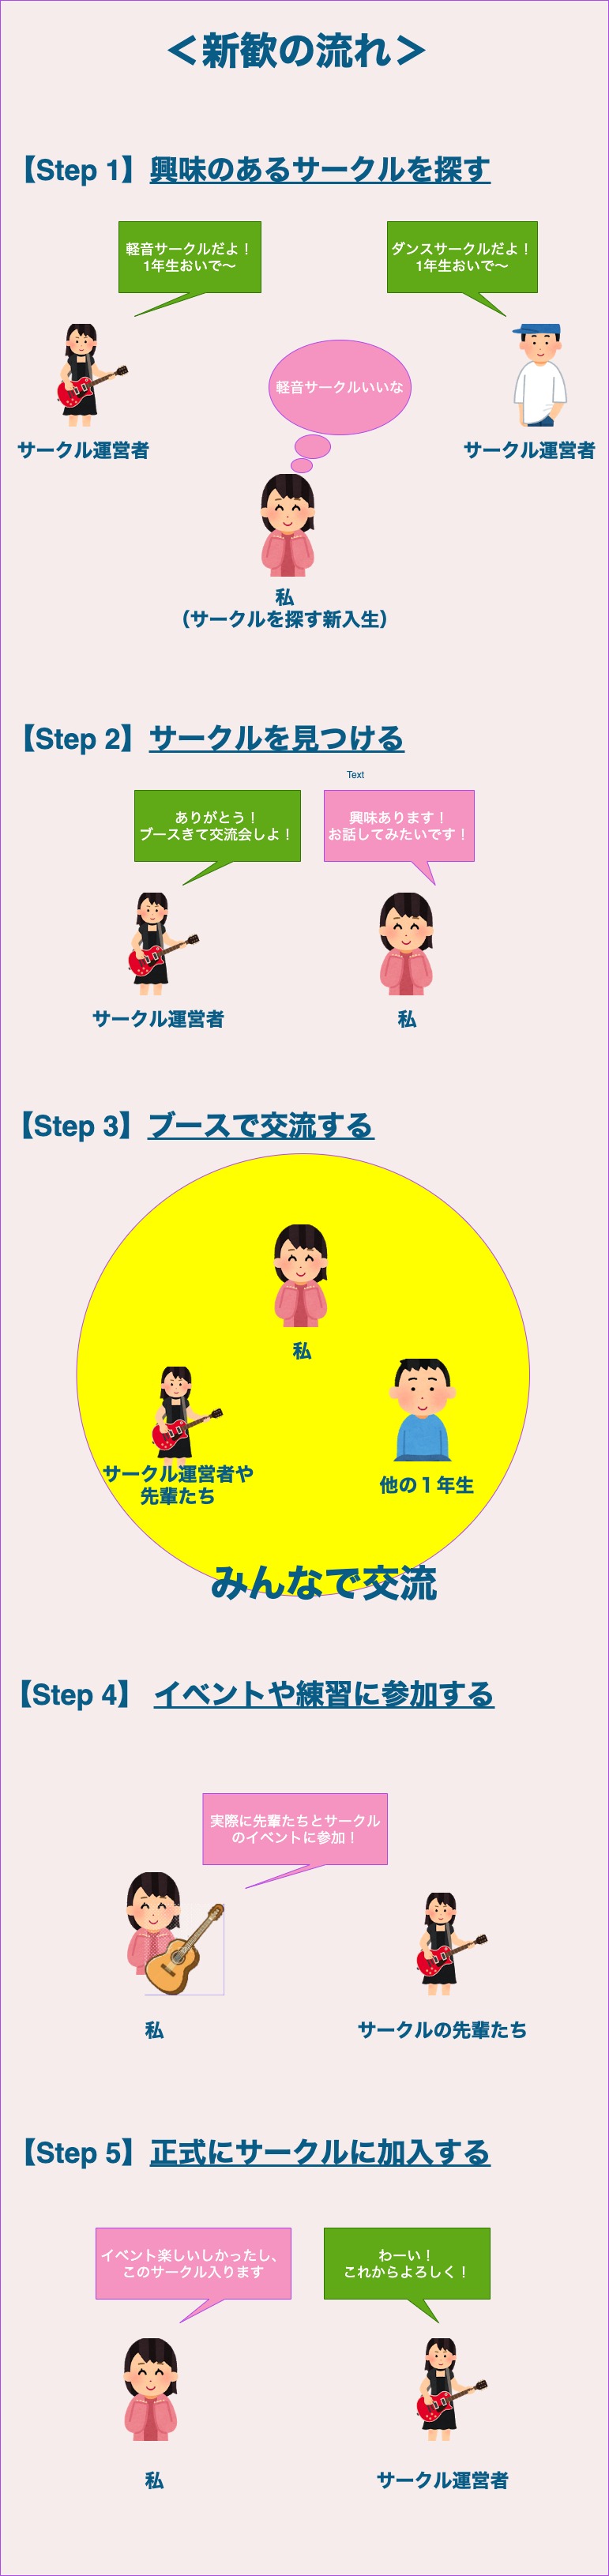 ＜新歓の流れ＞
【Step 1】興味のあるサークルを探す
軽音サークルだよ！
1年生おいで〜
ダンスサークルだよ！
1年生おいで〜
軽音サークルいいな
サークル運営者
サークル運営者
私
（サークルを探す新入生）
【Step 2】サークルを見つける
Text
ありがとう！
ブースきて交流会しよ！
興味あります！
お話してみたいです！
サークル運営者
私
【Step 3】ブースで交流する
私
サークル運営者や
先輩たち
他の１年生
みんなで交流
【Step 4】 イベントや練習に参加する
実際に先輩たちとサークル
のイベントに参加！
私
サークルの先輩たち
【Step 5】正式にサークルに加入する
イベント楽しいしかったし、
このサークル入ります
わーい！
これからよろしく！
私
サークル運営者